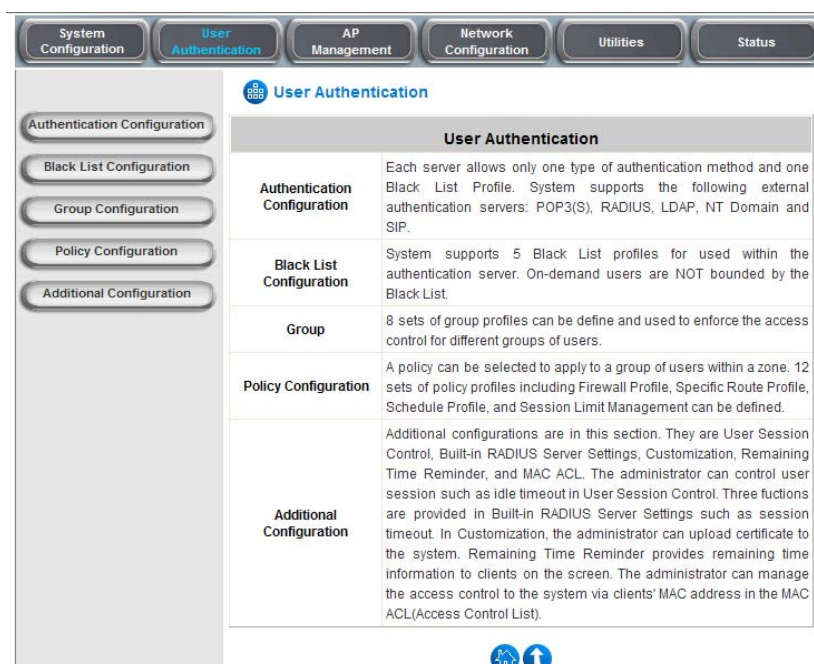 System Configuration
User Authentication
AP Management
Network Configuration
Utilities
Status
Authentication Configuration
Black List Configuration
Group Configuration
Policy Configuration
Additional Configuration
User Authentication
User Authentication
Authentication
Configuration
Each server allows only one type of authentication method and one
Black List Profile. System supports the following external
authentication servers: POP3(S), RADIUS, LDAP, NT Domain and
SIP.
Black List
Configuration
System supports 5 Black List profiles for used within the
authentication server. On-demand users are NOT bounded by the
Black List.
Group
8 sets of group profiles can be define and used to enforce the access
control for different groups of users.
Policy Configuration
A policy can be selected to apply to a group of users within a zone. 12
sets of policy profiles including Firewall Profile, Specific Route Profile,
Schedule Profile, and Session Limit Management can be defined.
Additional
Configuration
Additional configurations are in this section. They are User Session
Control, Built-in RADIUS Server Settings, Customization, Remaining
Time Reminder, and MAC ACL. The administrator can control user
session such as idle timeout in User Session Control. Three fuctions
are provided in Built-in RADIUS Server Settings such as session
timeout. In Customization, the administrator can upload certificate to
the system. Remaining Time Reminder provides remaining time
information to clients on the screen. The administrator can manage
the access control to the system via clients' MAC address in the MAC
ACL(Access Control List).